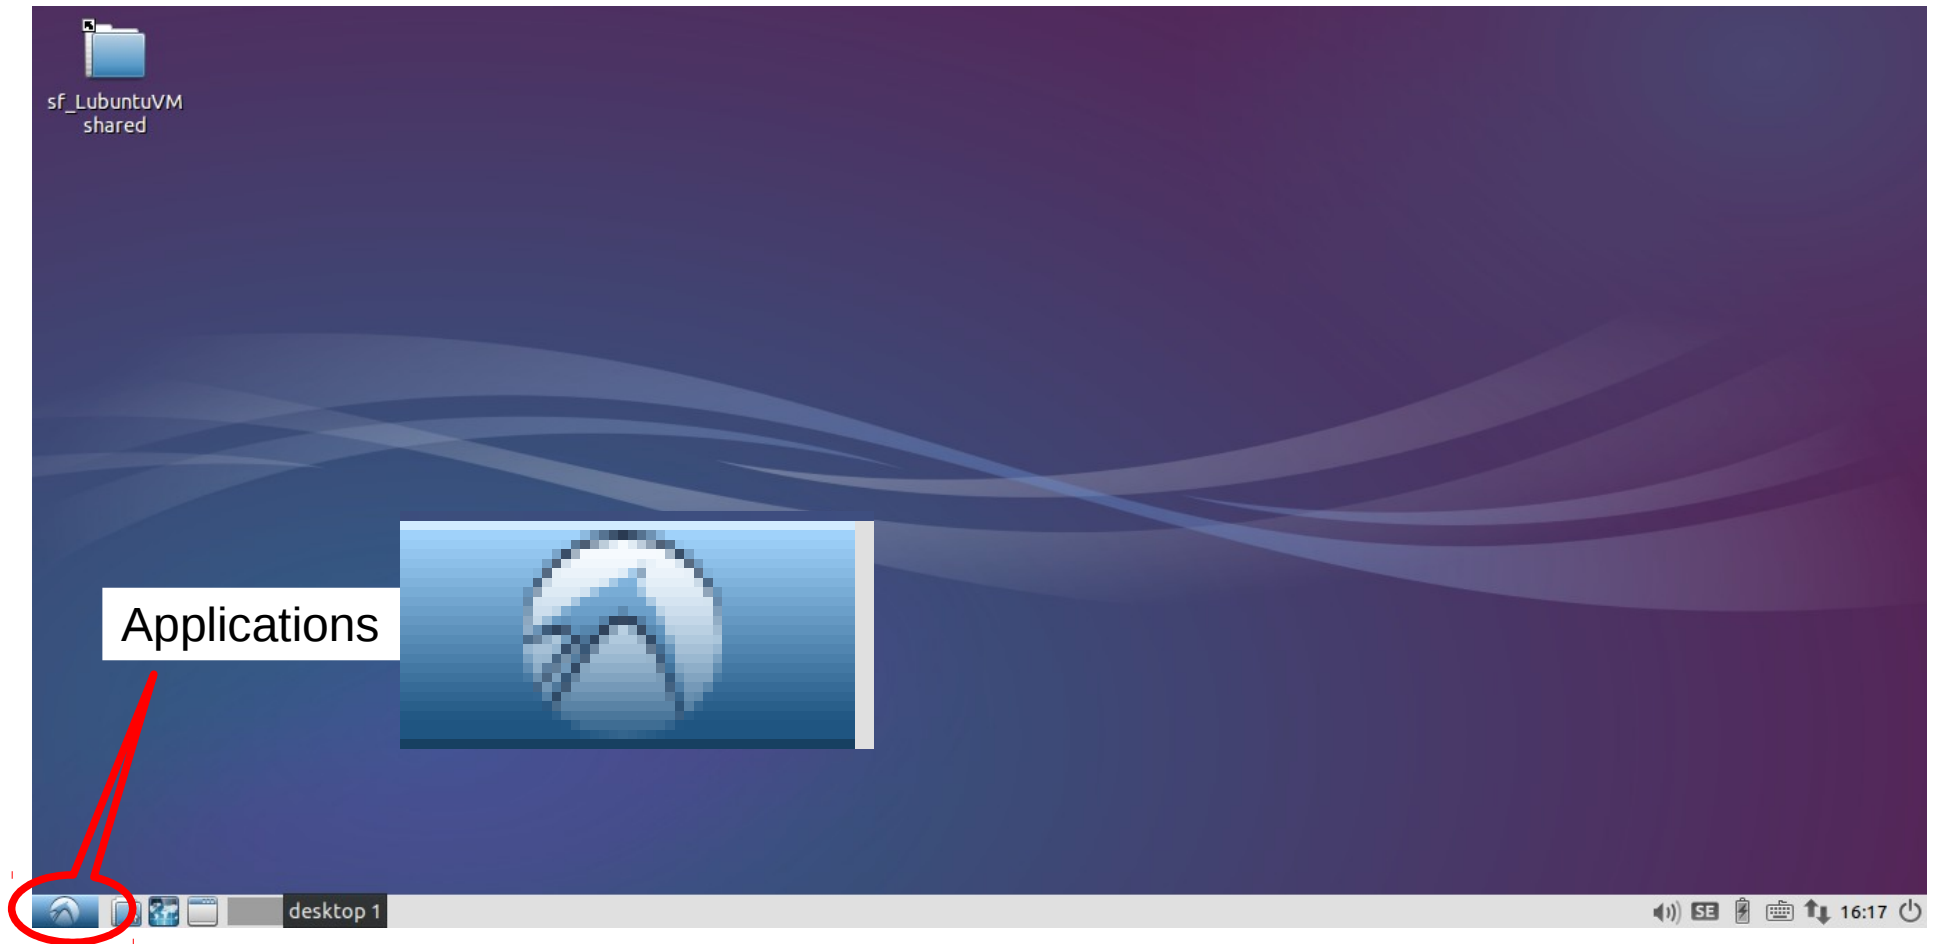 sf_LubuntuVM
shared
Applications
desktop 1
SE
16:17